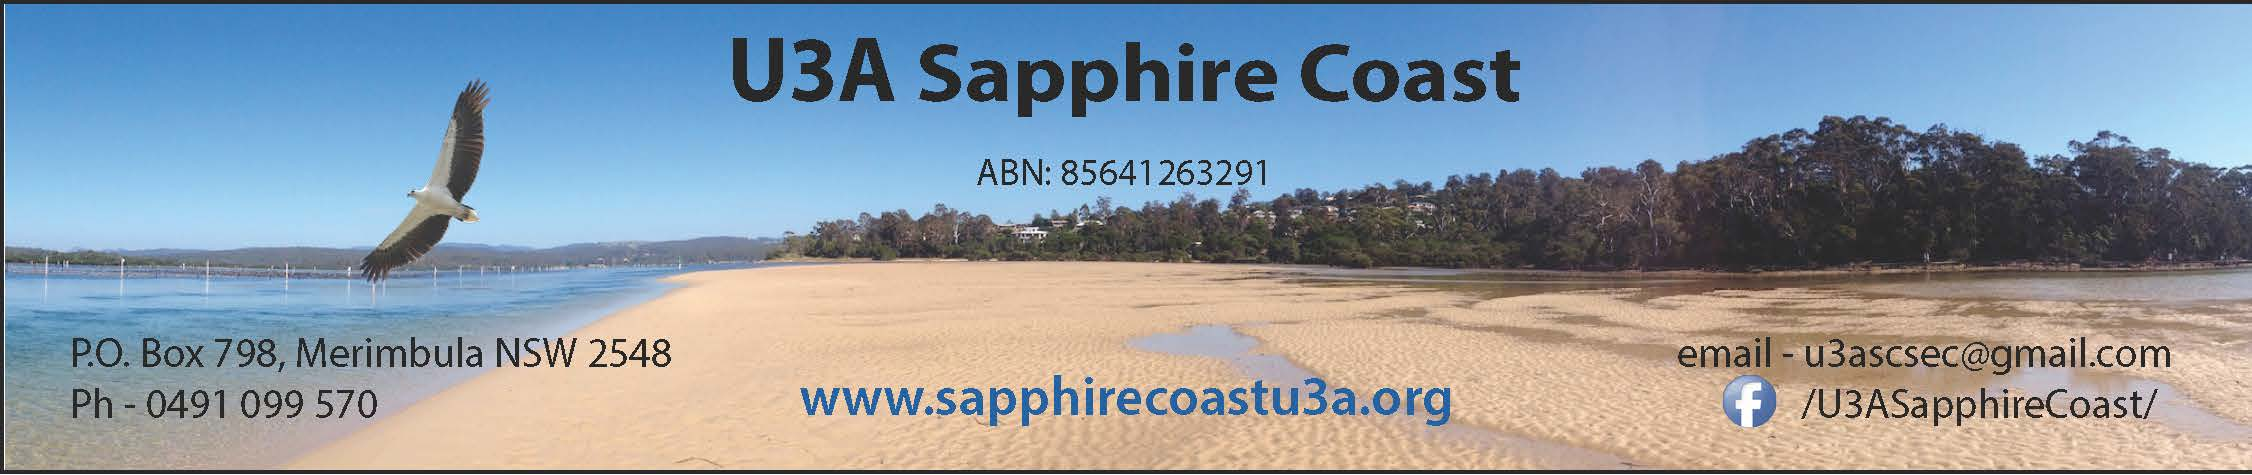 U3A Sapphire Coast
ABN: 85641263291
P.O. Box 798, Merimbula NSW 2548
Ph - 0491 099 570
www.sapphirecoastu3a.org
email - u3ascsec@gmail.com
f /U3ASapphireCoast/